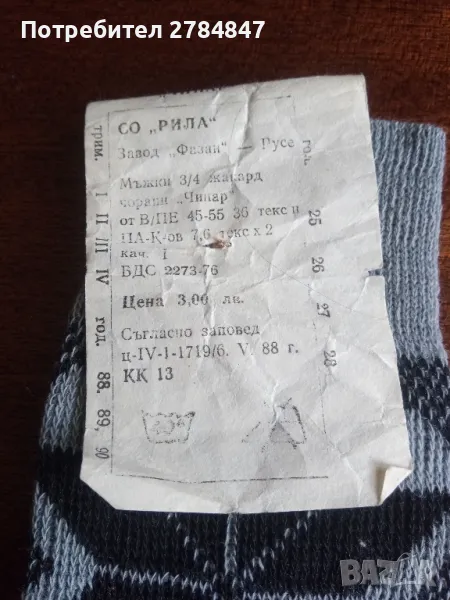 Потребител 2784847
СО „РИЛА"
Завод „Фазан" — Русе
Мъжки 3/4 жакард
чорапи „Чинар"
от В/ПЕ 45-55 36 текс и
ПА-К-ов 7,6 текс х 2
кач. I
БДС 2273-76
Цена 3,00 лв.
Съгласно заповед
ц-IV-1-1719/6. V. 88 г.
КК 13
трим. I II III IV год. 88. 89, 90
25 26 27 28
bazar